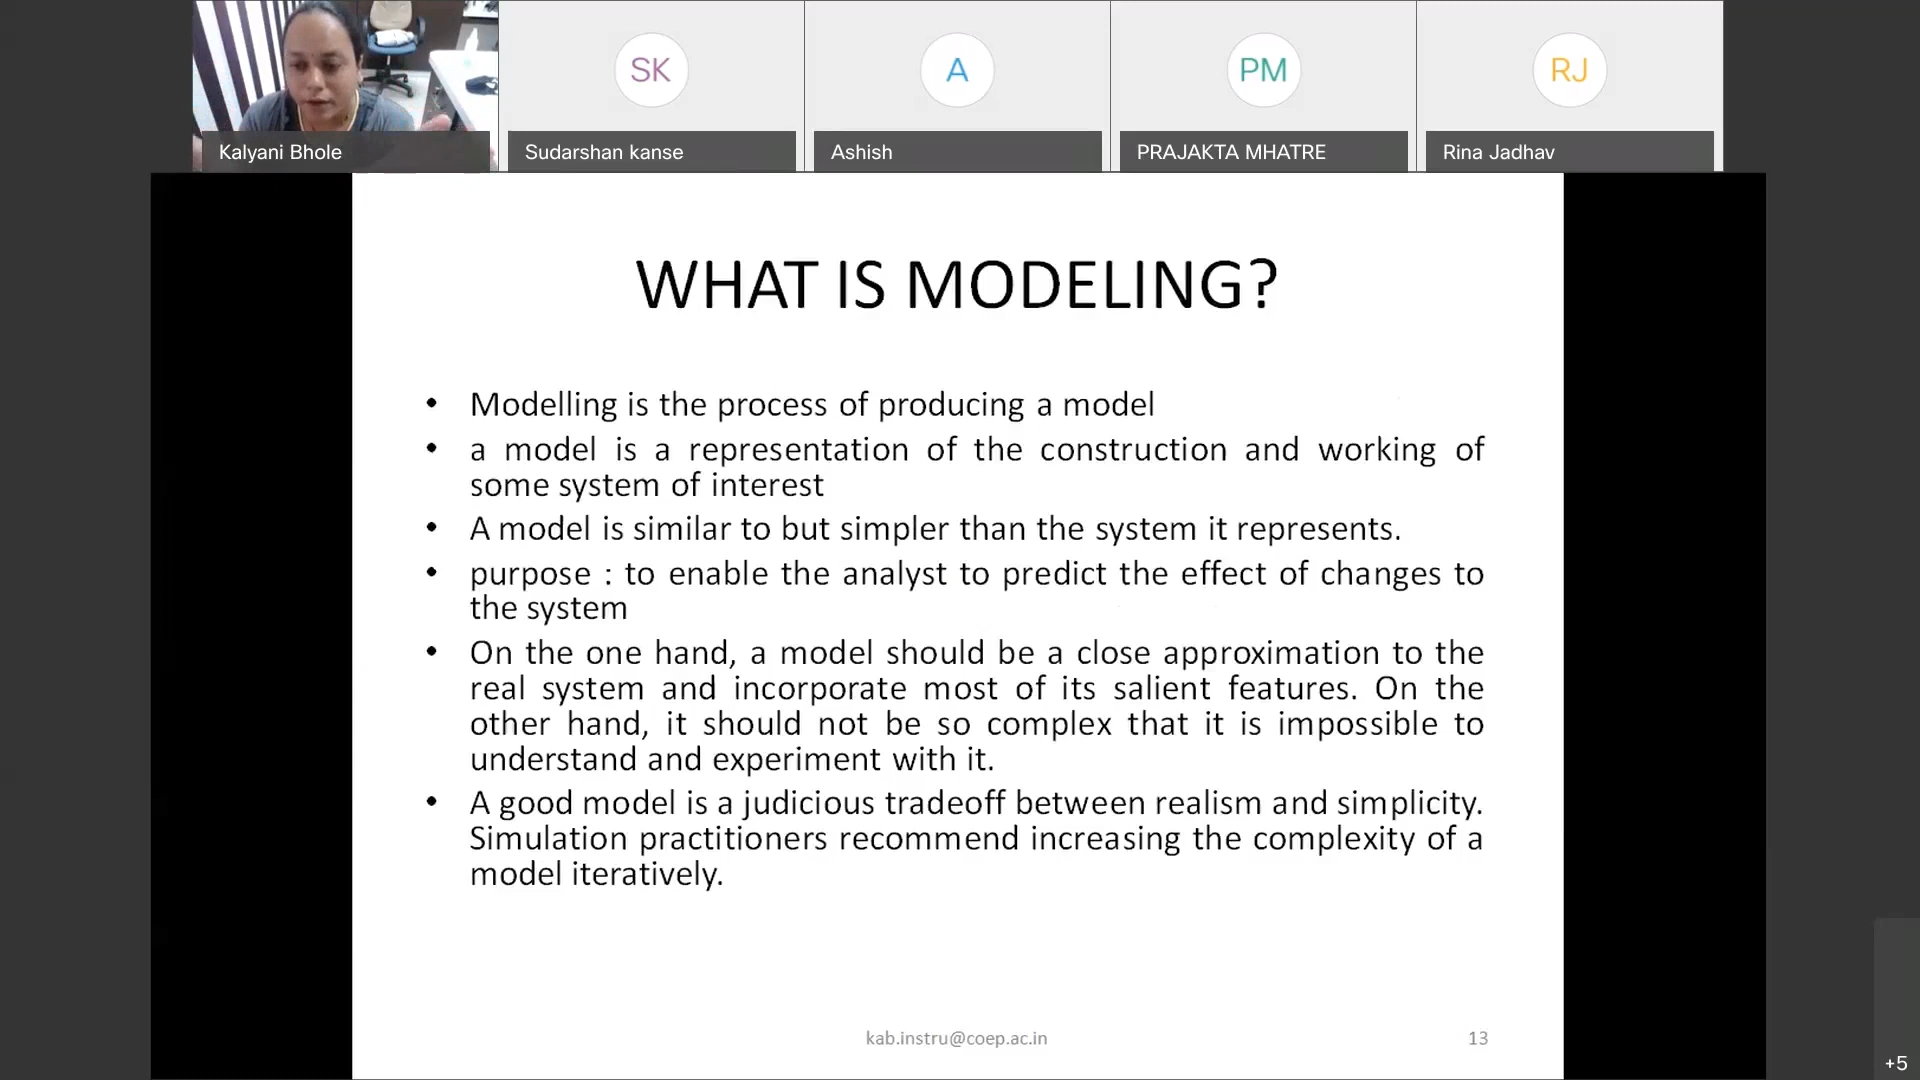 SK
A
PM
RJ
Kalyani Bhole
Sudarshan kanse
Ashish
PRAJAKTA MHATRE
Rina Jadhav
WHAT IS MODELING?
• Modelling is the process of producing a model
• a model is a representation of the construction and working of
some system of interest
• A model is similar to but simpler than the system it represents.
• purpose : to enable the analyst to predict the effect of changes to
the system
• On the one hand, a model should be a close approximation to the
real system and incorporate most of its salient features. On the
other hand, it should not be so complex that it is impossible to
understand and experiment with it.
• A good model is a judicious tradeoff between realism and simplicity.
Simulation practitioners recommend increasing the complexity of a
model iteratively.
kab.instru@coep.ac.in
13
+5